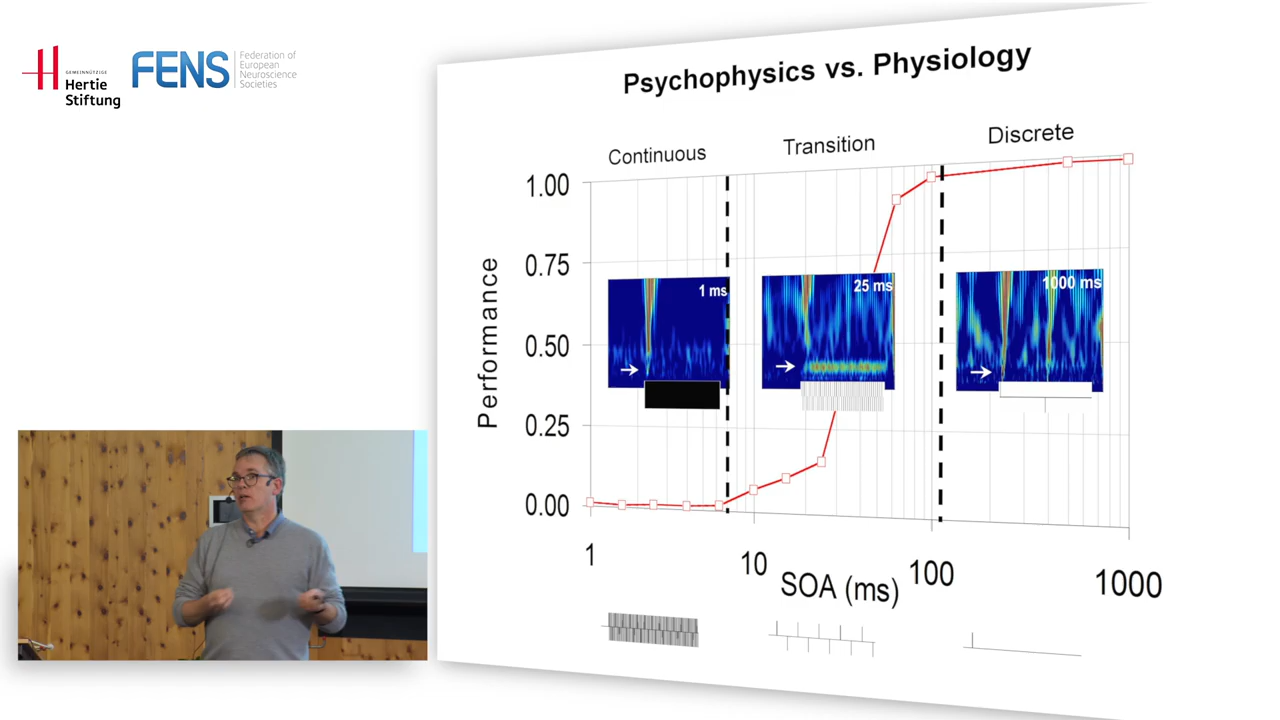 GEMEINNÜTZIGE
Hertie
Stiftung
FENS
Federation of
European
Neuroscience
Societies
Psychophysics vs. Physiology
Continuous
Transition
Discrete
Performance
1.00
0.75
0.50
0.25
0.00
1 ms
25 ms
1000 ms
1
10
100
1000
SOA (ms)